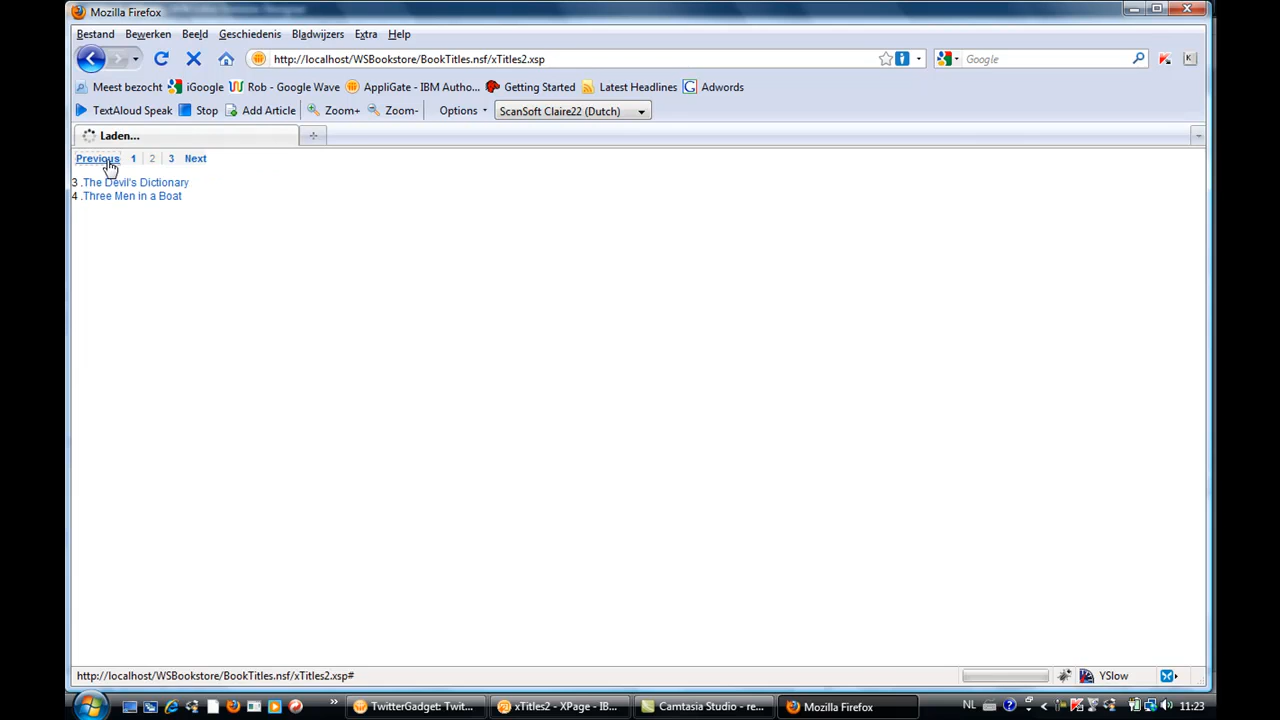 Mozilla Firefox
Bestand Bewerken Beeld Geschiedenis Bladwijzers Extra Help
http://localhost/WSBookstore/BookTitles.nsf/xTitles2.xsp Google
Meest bezocht iGoogle Rob - Google Wave AppliGate - IBM Autho... Getting Started Latest Headlines Adwords
TextAloud Speak Stop Add Article Zoom+ Zoom- Options ScanSoft Claire22 (Dutch)
Laden...
Previous 1 2 3 Next
3 .The Devil's Dictionary
4 .Three Men in a Boat
http://localhost/WSBookstore/BookTitles.nsf/xTitles2.xsp# YSlow
TwitterGadget: Twit... xTitles2 - XPage - IB... Camtasia Studio - re... Mozilla Firefox NL 11:23